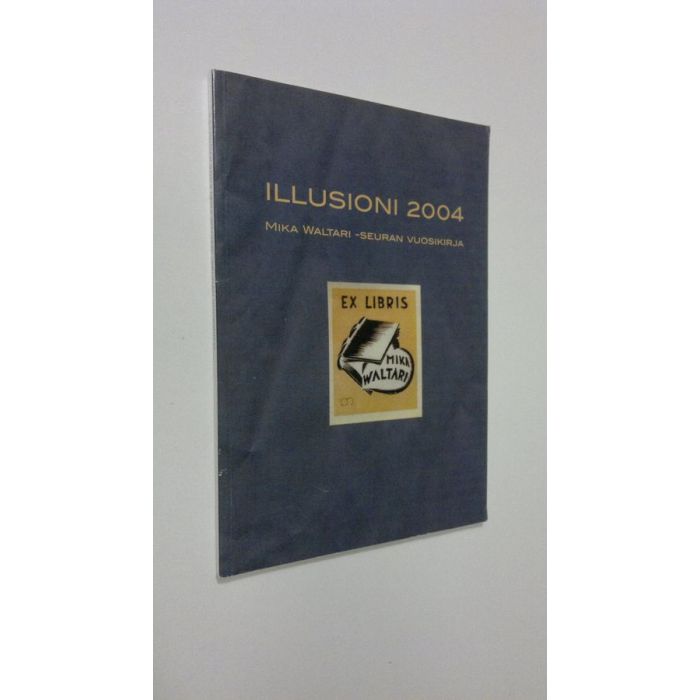 ILLUSIONI 2004
MIKA WALTARI -SEURAN VUOSIKIRJA
EX LIBRIS
MIKA
WALTARI